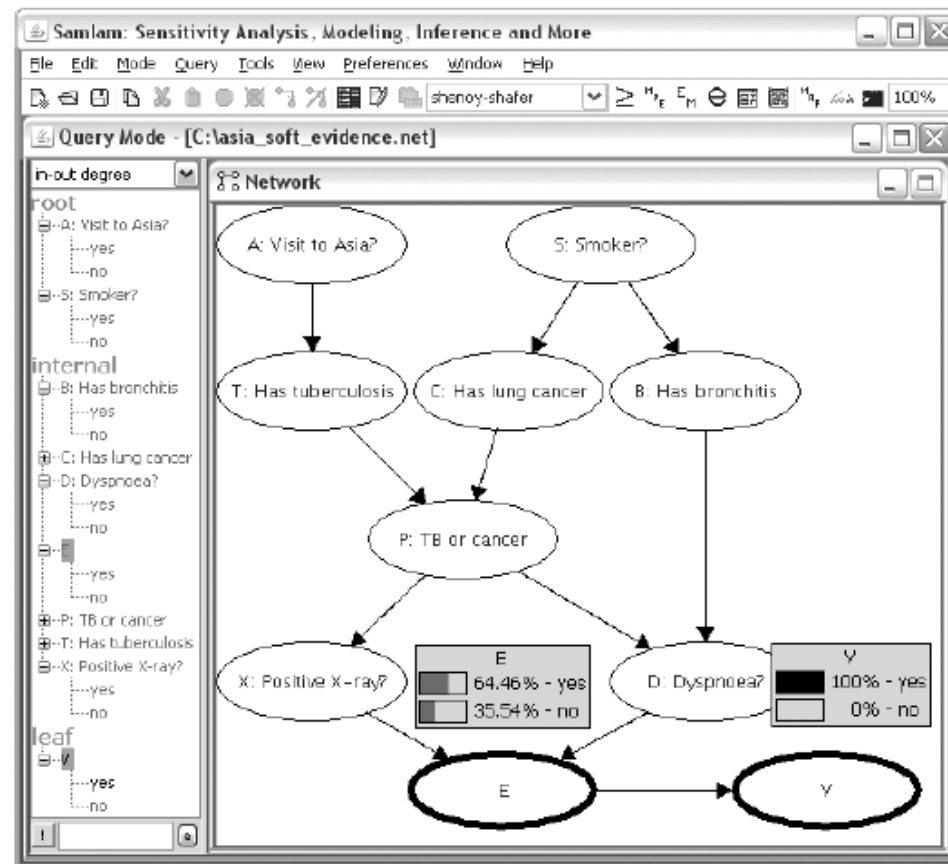 Samlam: Sensitivity Analysis, Modeling, Inference and More
File Edit Mode Query Tools View Preferences Window Help
shenoy-shafer 100%
Query Mode - [C:\asia_soft_evidence.net]
in-out degree
root
A: Visit to Asia?
yes
no
S: Smoker?
yes
no
internal
B: Has bronchitis
yes
no
C: Has lung cancer
D: Dyspnoea?
yes
no
E
yes
no
P: TB or cancer
T: Has tuberculosis
X: Positive X-ray?
yes
no
leaf
V
yes
no
!
Network
A: Visit to Asia?
S: Smoker?
T: Has tuberculosis
C: Has lung cancer
B: Has bronchitis
P: TB or cancer
X: Positive X-ray?
E
64.46% - yes
35.54% - no
D: Dyspnoea?
V
100% - yes
0% - no
E
V